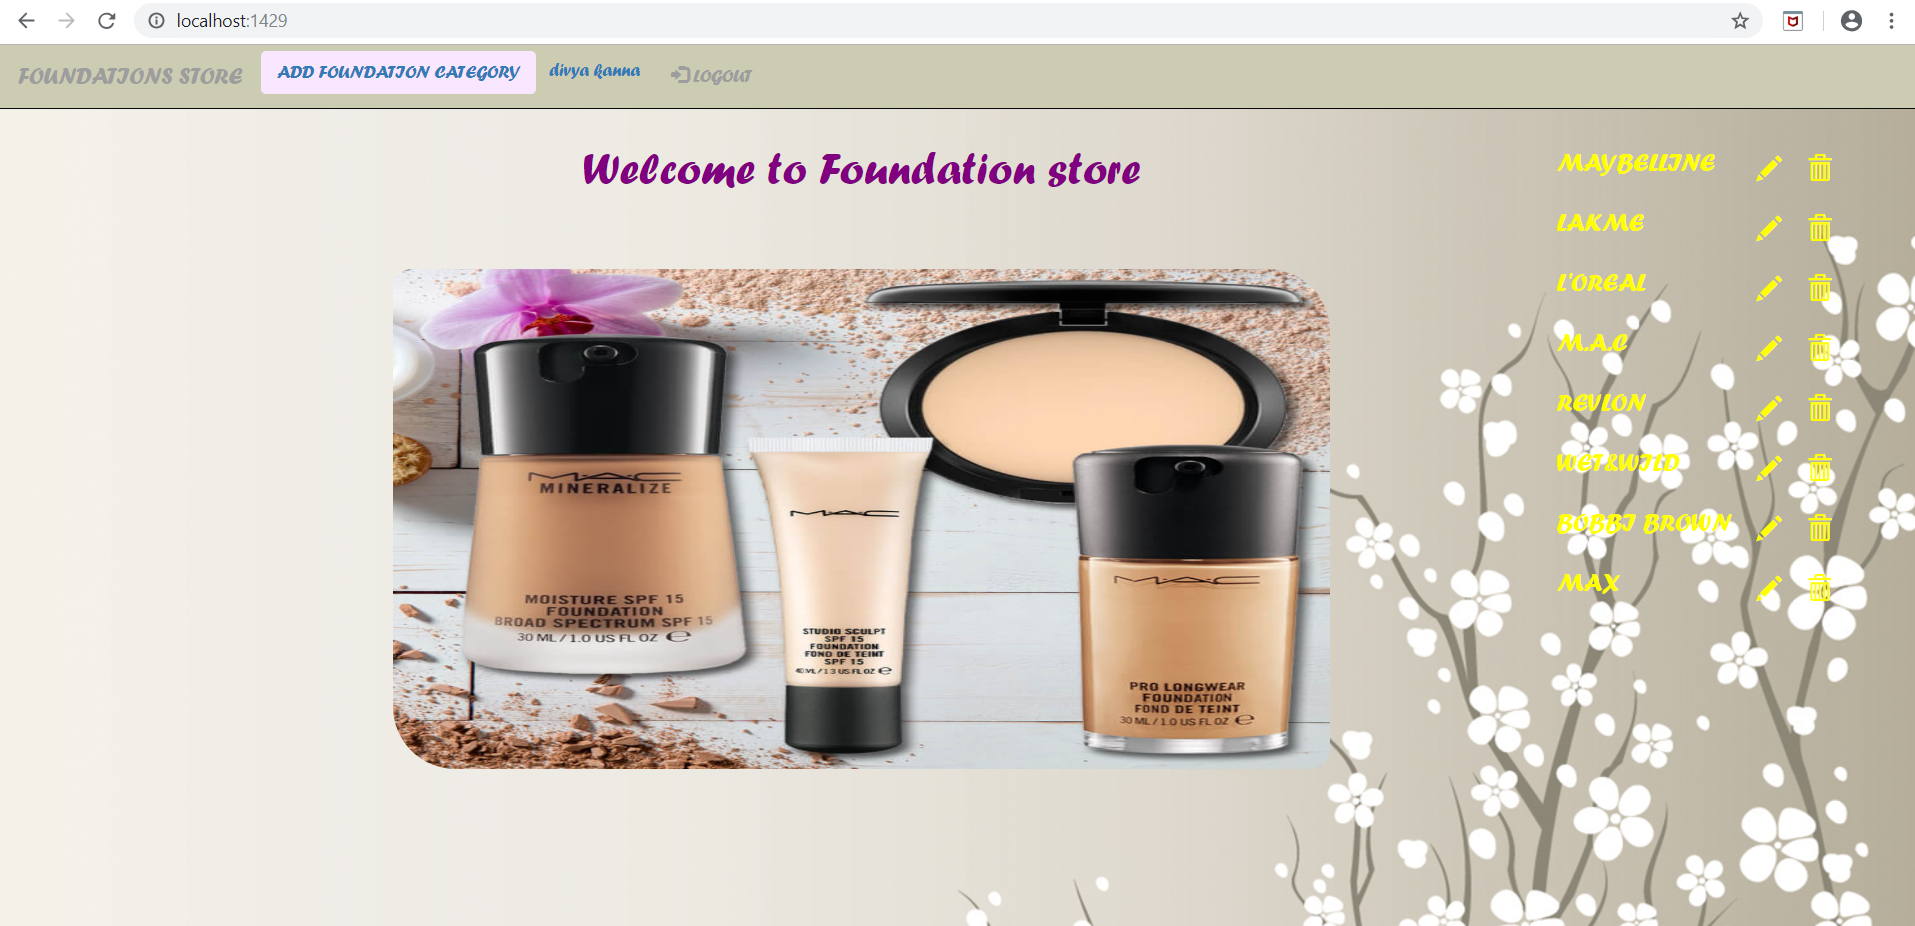 localhost:1429
FOUNDATIONS STORE ADD FOUNDATION CATEGORY divya kanna LOGOUT
Welcome to Foundation store
MAYBELLINE
LAKME
L'OREAL
M.A.C
REVLON
WET&WILD
BOBBI BROWN
MAX
MAC
MINERALIZE
MOISTURE SPF 15
FOUNDATION
BROAD SPECTRUM SPF 15
30 ML / 1.0 US FL OZ e
MAC
STUDIO SCULPT
SPF 15
FOUNDATION
FOND DE TEINT
SPF 15
40 ML / 1.3 US FL OZ e
MAC
PRO LONGWEAR
FOUNDATION
FOND DE TEINT
30 ML / 1.0 US FL OZ e